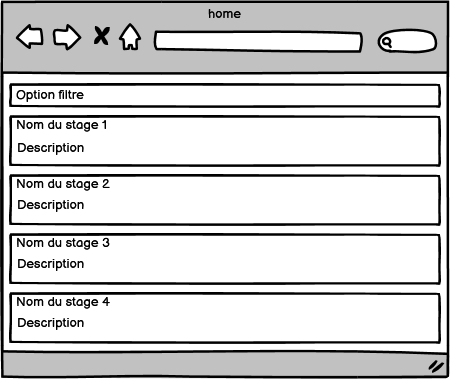 home
Option filtre
Nom du stage 1
Description
Nom du stage 2
Description
Nom du stage 3
Description
Nom du stage 4
Description